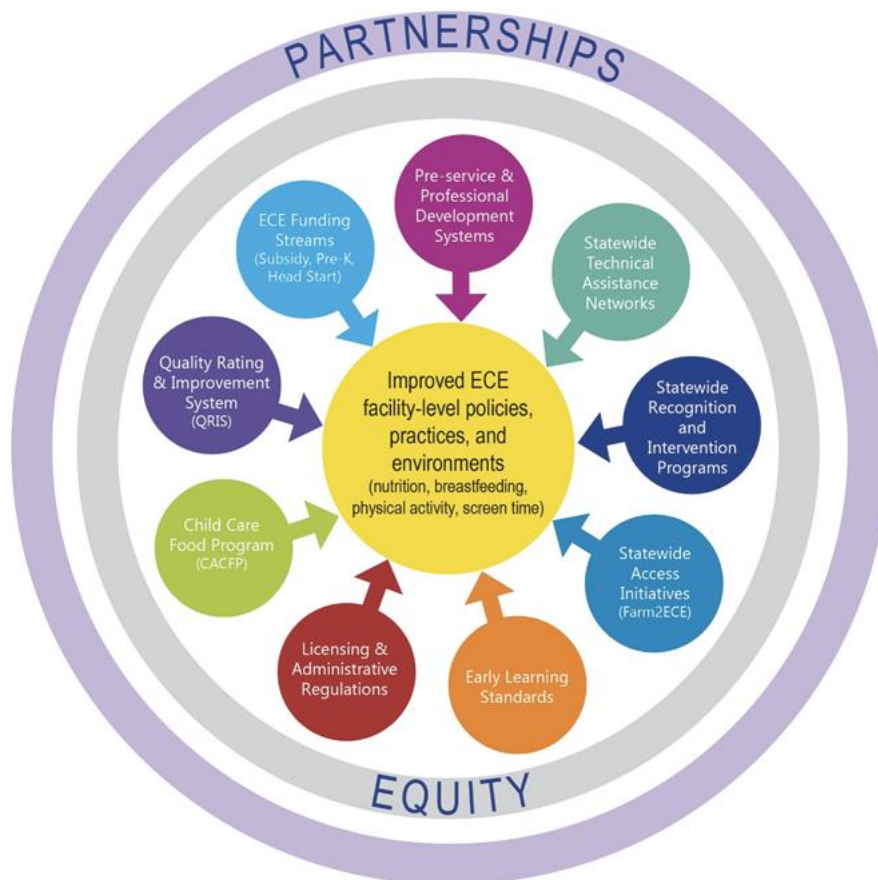 PARTNERSHIPS
Pre-service &
Professional
Development
Systems
Statewide
Technical
Assistance
Networks
Statewide
Recognition
and
Intervention
Programs
Statewide
Access
Initiatives
(Farm2ECE)
Early Learning
Standards
Licensing &
Administrative
Regulations
Child Care
Food Program
(CACFP)
Quality Rating
& Improvement
System
(QRIS)
ECE Funding
Streams
(Subsidy, Pre-K,
Head Start)
Improved ECE
facility-level policies,
practices, and
environments
(nutrition, breastfeeding,
physical activity, screen time)
EQUITY